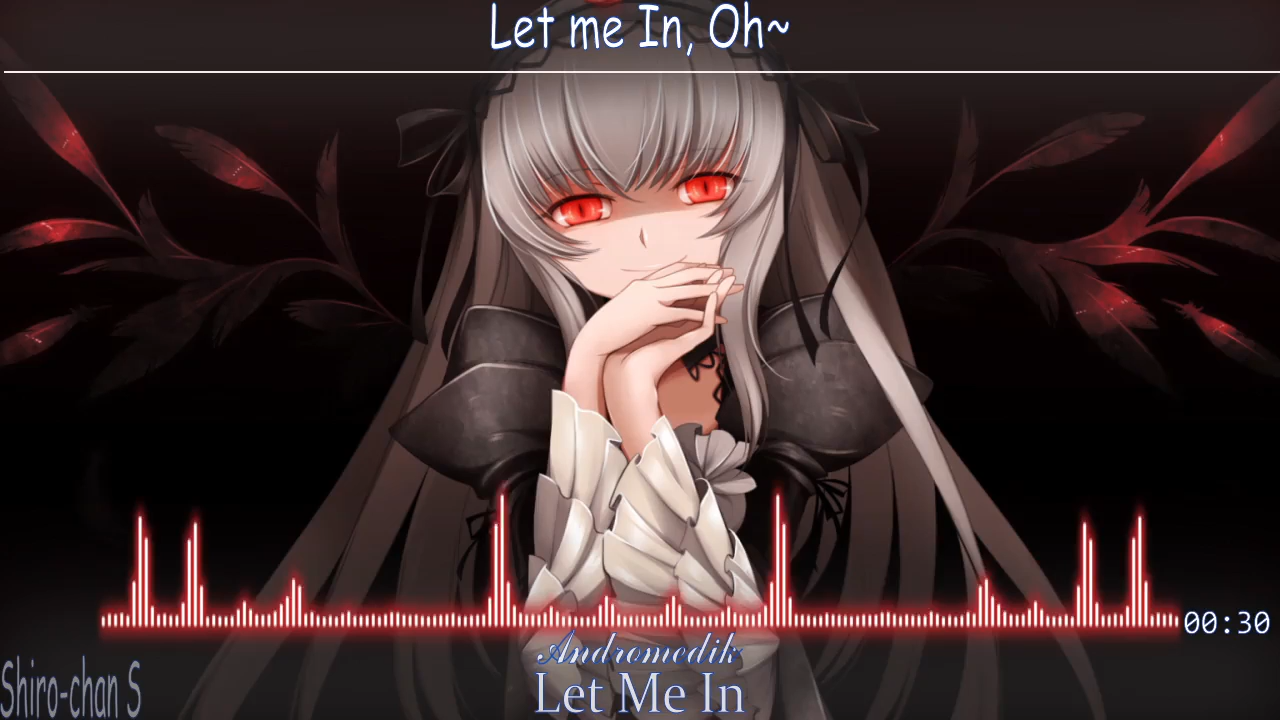 Let me In, Oh~
00:30
Andromedik
Let Me In
Shiro-chan S